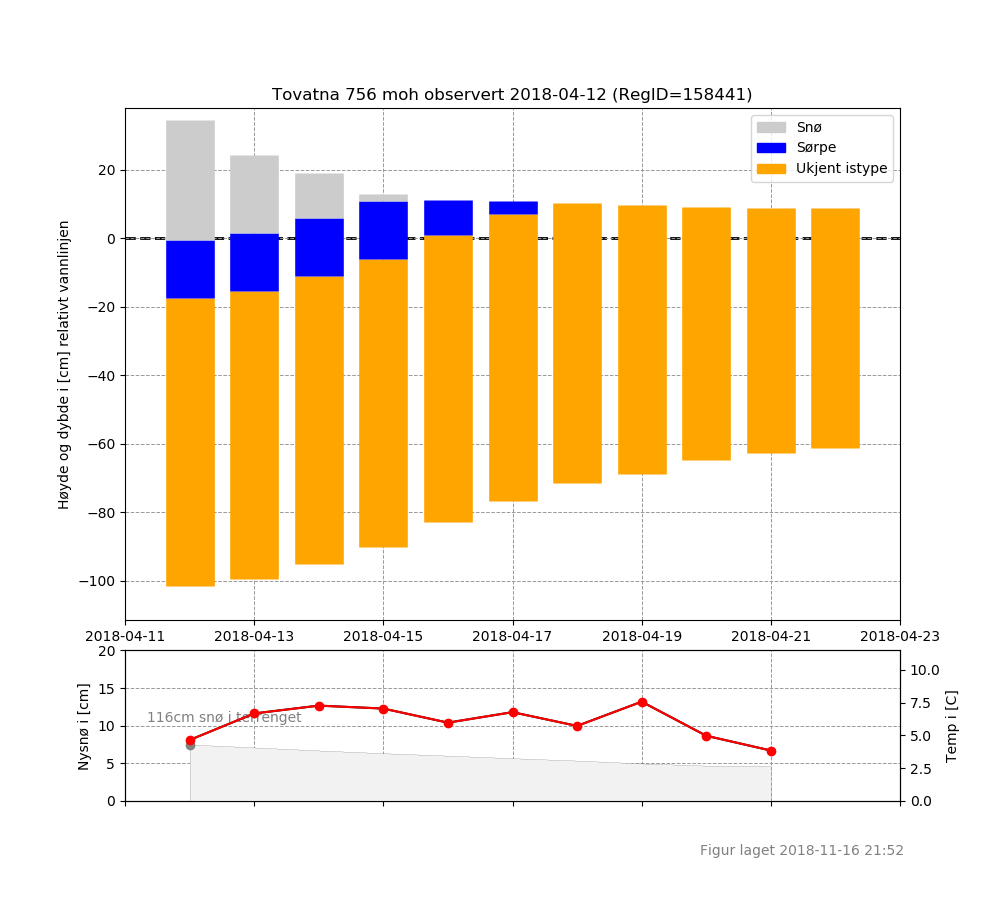 Tovatna 756 moh observert 2018-04-12 (RegID=158441)
Snø
Sørpe
Ukjent istype
Høyde og dybde i [cm] relativt vannlinjen
20
0
−20
−40
−60
−80
−100
2018-04-11 2018-04-13 2018-04-15 2018-04-17 2018-04-19 2018-04-21 2018-04-23
Nysnø i [cm]
20
15
10
5
0
116cm snø i terrenget
10.0
7.5
5.0
2.5
0.0
Temp i [C]
Figur laget 2018-11-16 21:52